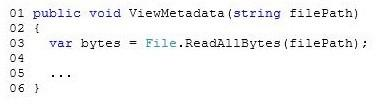 01 public void ViewMetadata(string filePath)
02 {
03   var bytes = File.ReadAllBytes(filePath);
04
05   ...
06 }